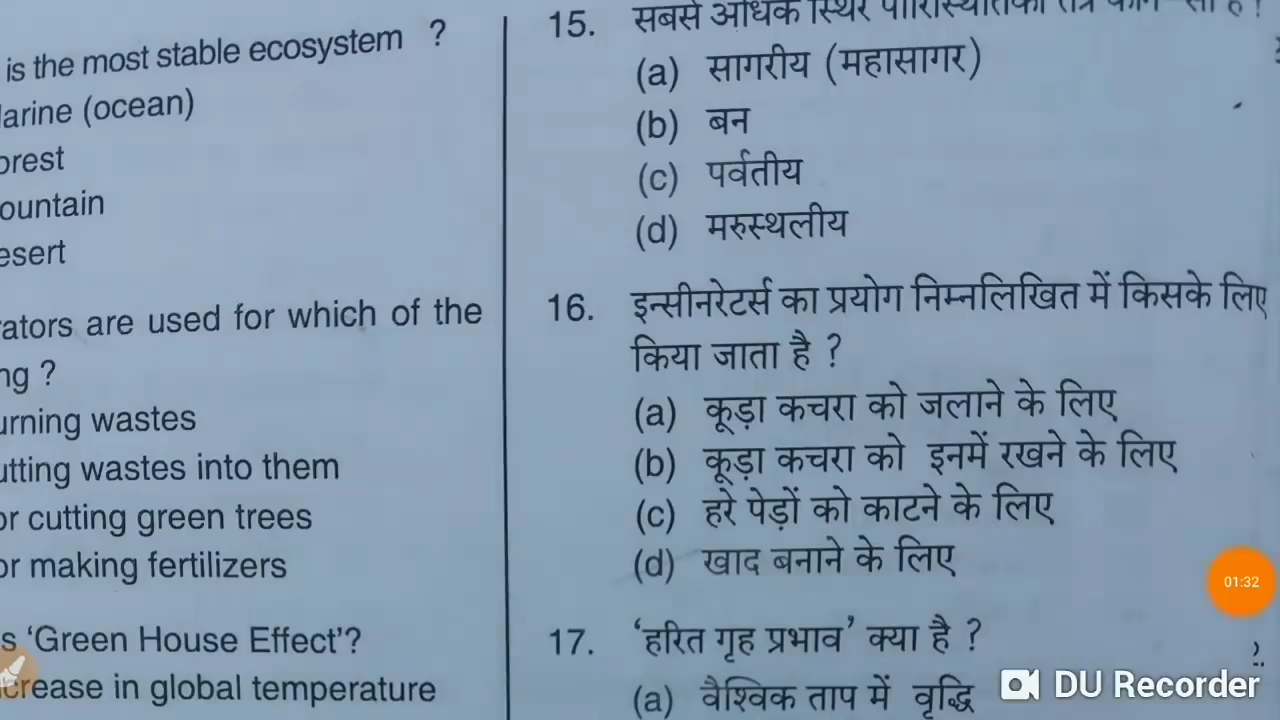 is the most stable ecosystem ?
arine (ocean)
orest
ountain
esert
ators are used for which of the
ng ?
urning wastes
utting wastes into them
or cutting green trees
or making fertilizers
s ‘Green House Effect’?
crease in global temperature
15. सबसे अधिक स्थिर पारिस्थितिकी तंत्र कौन सा है ?
(a) सागरीय (महासागर)
(b) बन
(c) पर्वतीय
(d) मरुस्थलीय
16. इन्सीनरेटर्स का प्रयोग निम्नलिखित में किसके लिए
किया जाता है ?
(a) कूड़ा कचरा को जलाने के लिए
(b) कूड़ा कचरा को इनमें रखने के लिए
(c) हरे पेड़ों को काटने के लिए
(d) खाद बनाने के लिए
17. ‘हरित गृह प्रभाव’ क्या है ?
(a) वैश्विक ताप में वृद्धि
01:32
DU Recorder